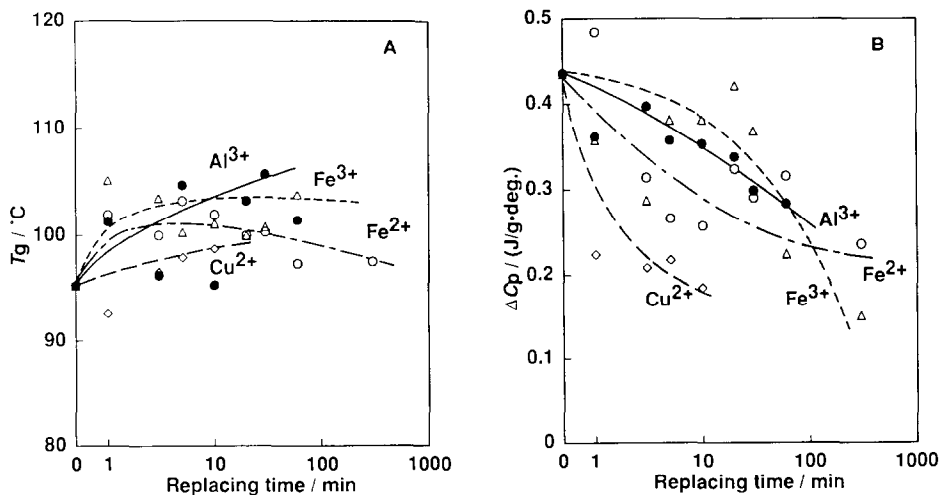 120
110
100
90
80
Tg / °C
A
Al3+
Fe3+
Fe2+
Cu2+
0 1 10 100 1000
Replacing time / min
0.5
0.4
0.3
0.2
0.1
0
Δ Cp / (J/g·deg.)
B
Al3+
Fe2+
Fe3+
Cu2+
0 1 10 100 1000
Replacing time / min